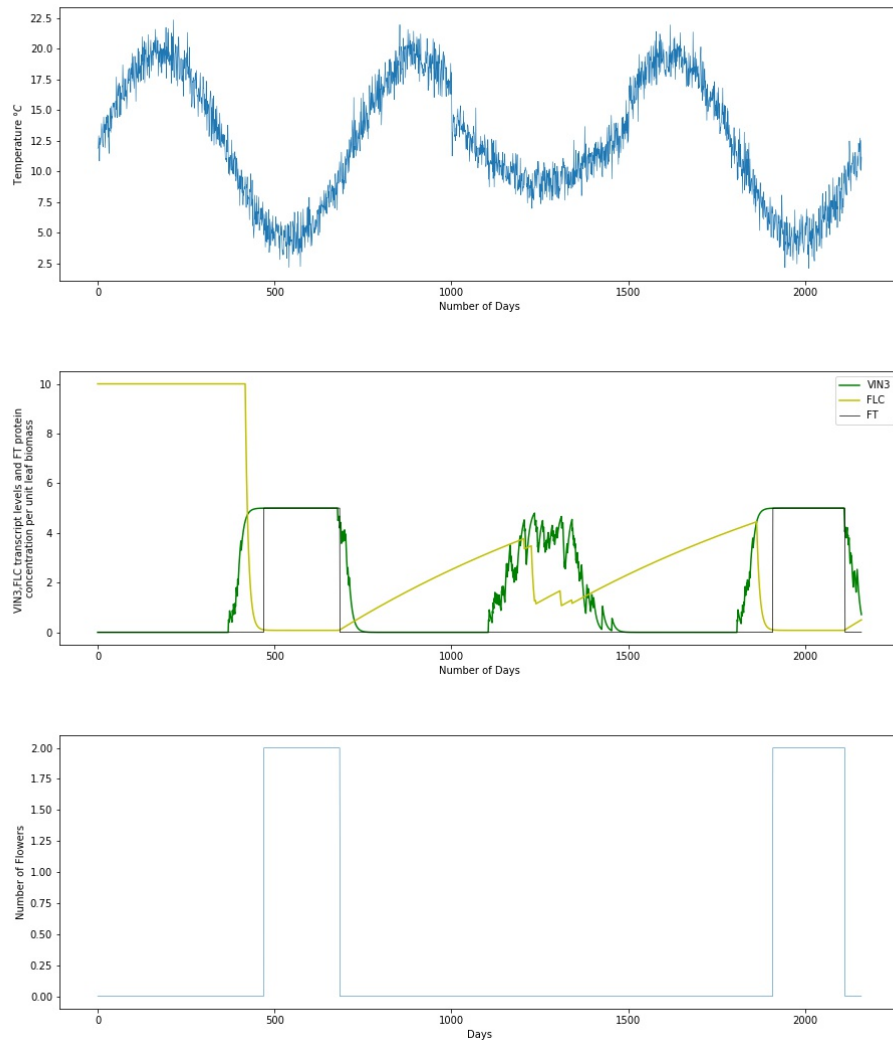 22.5
20.0
17.5
15.0
12.5
10.0
7.5
5.0
2.5
Temperature °C
0 500 1000 1500 2000
Number of Days
10
8
6
4
2
0
VIN3,FLC transcript levels and FT protein
concentration per unit leaf biomass
VIN3
FLC
FT
0 500 1000 1500 2000
Number of Days
2.00
1.75
1.50
1.25
1.00
0.75
0.50
0.25
0.00
Number of Flowers
0 500 1000 1500 2000
Days